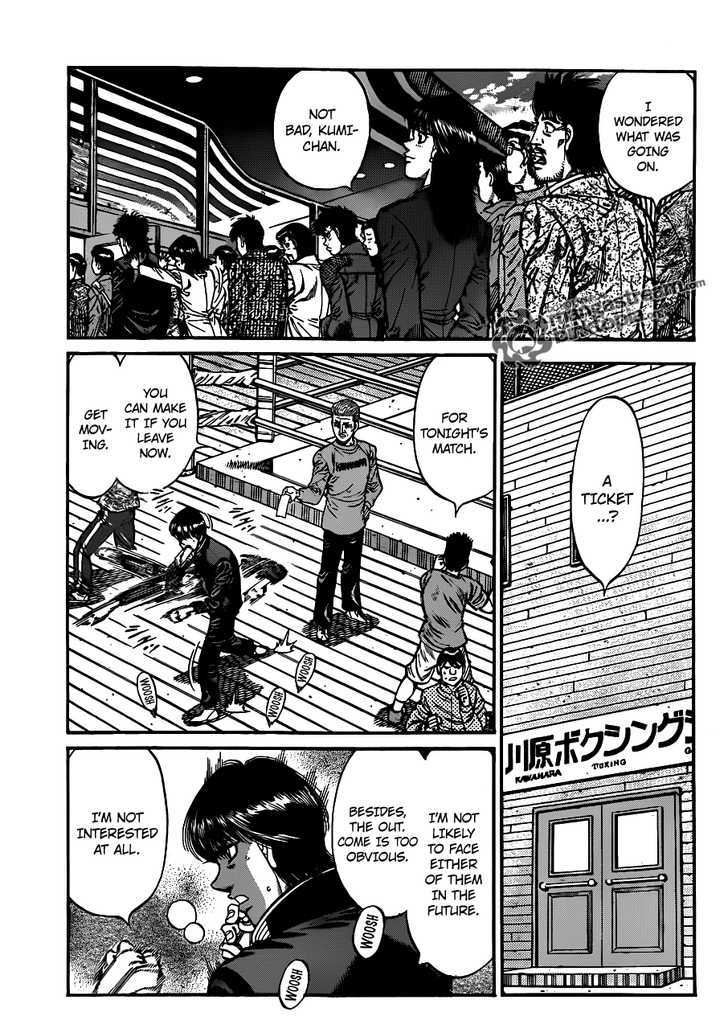 I
WONDERED
WHAT WAS
GOING
ON.
NOT
BAD, KUMI-
CHAN.
A
TICKET
...?
川原ボクシングジ
KAWAHARA
BOXING
FOR
TONIGHT'S
MATCH.
YOU
CAN MAKE
IT IF YOU
LEAVE
NOW.
GET
MOV-
ING.
WOOSH
WOOSH
WOOSH
I'M NOT
LIKELY
TO FACE
EITHER
OF THEM
IN THE
FUTURE.
BESIDES,
THE OUT.
COME IS TOO
OBVIOUS.
I'M NOT
INTERESTED
AT ALL.
WOOSH
WOOSH